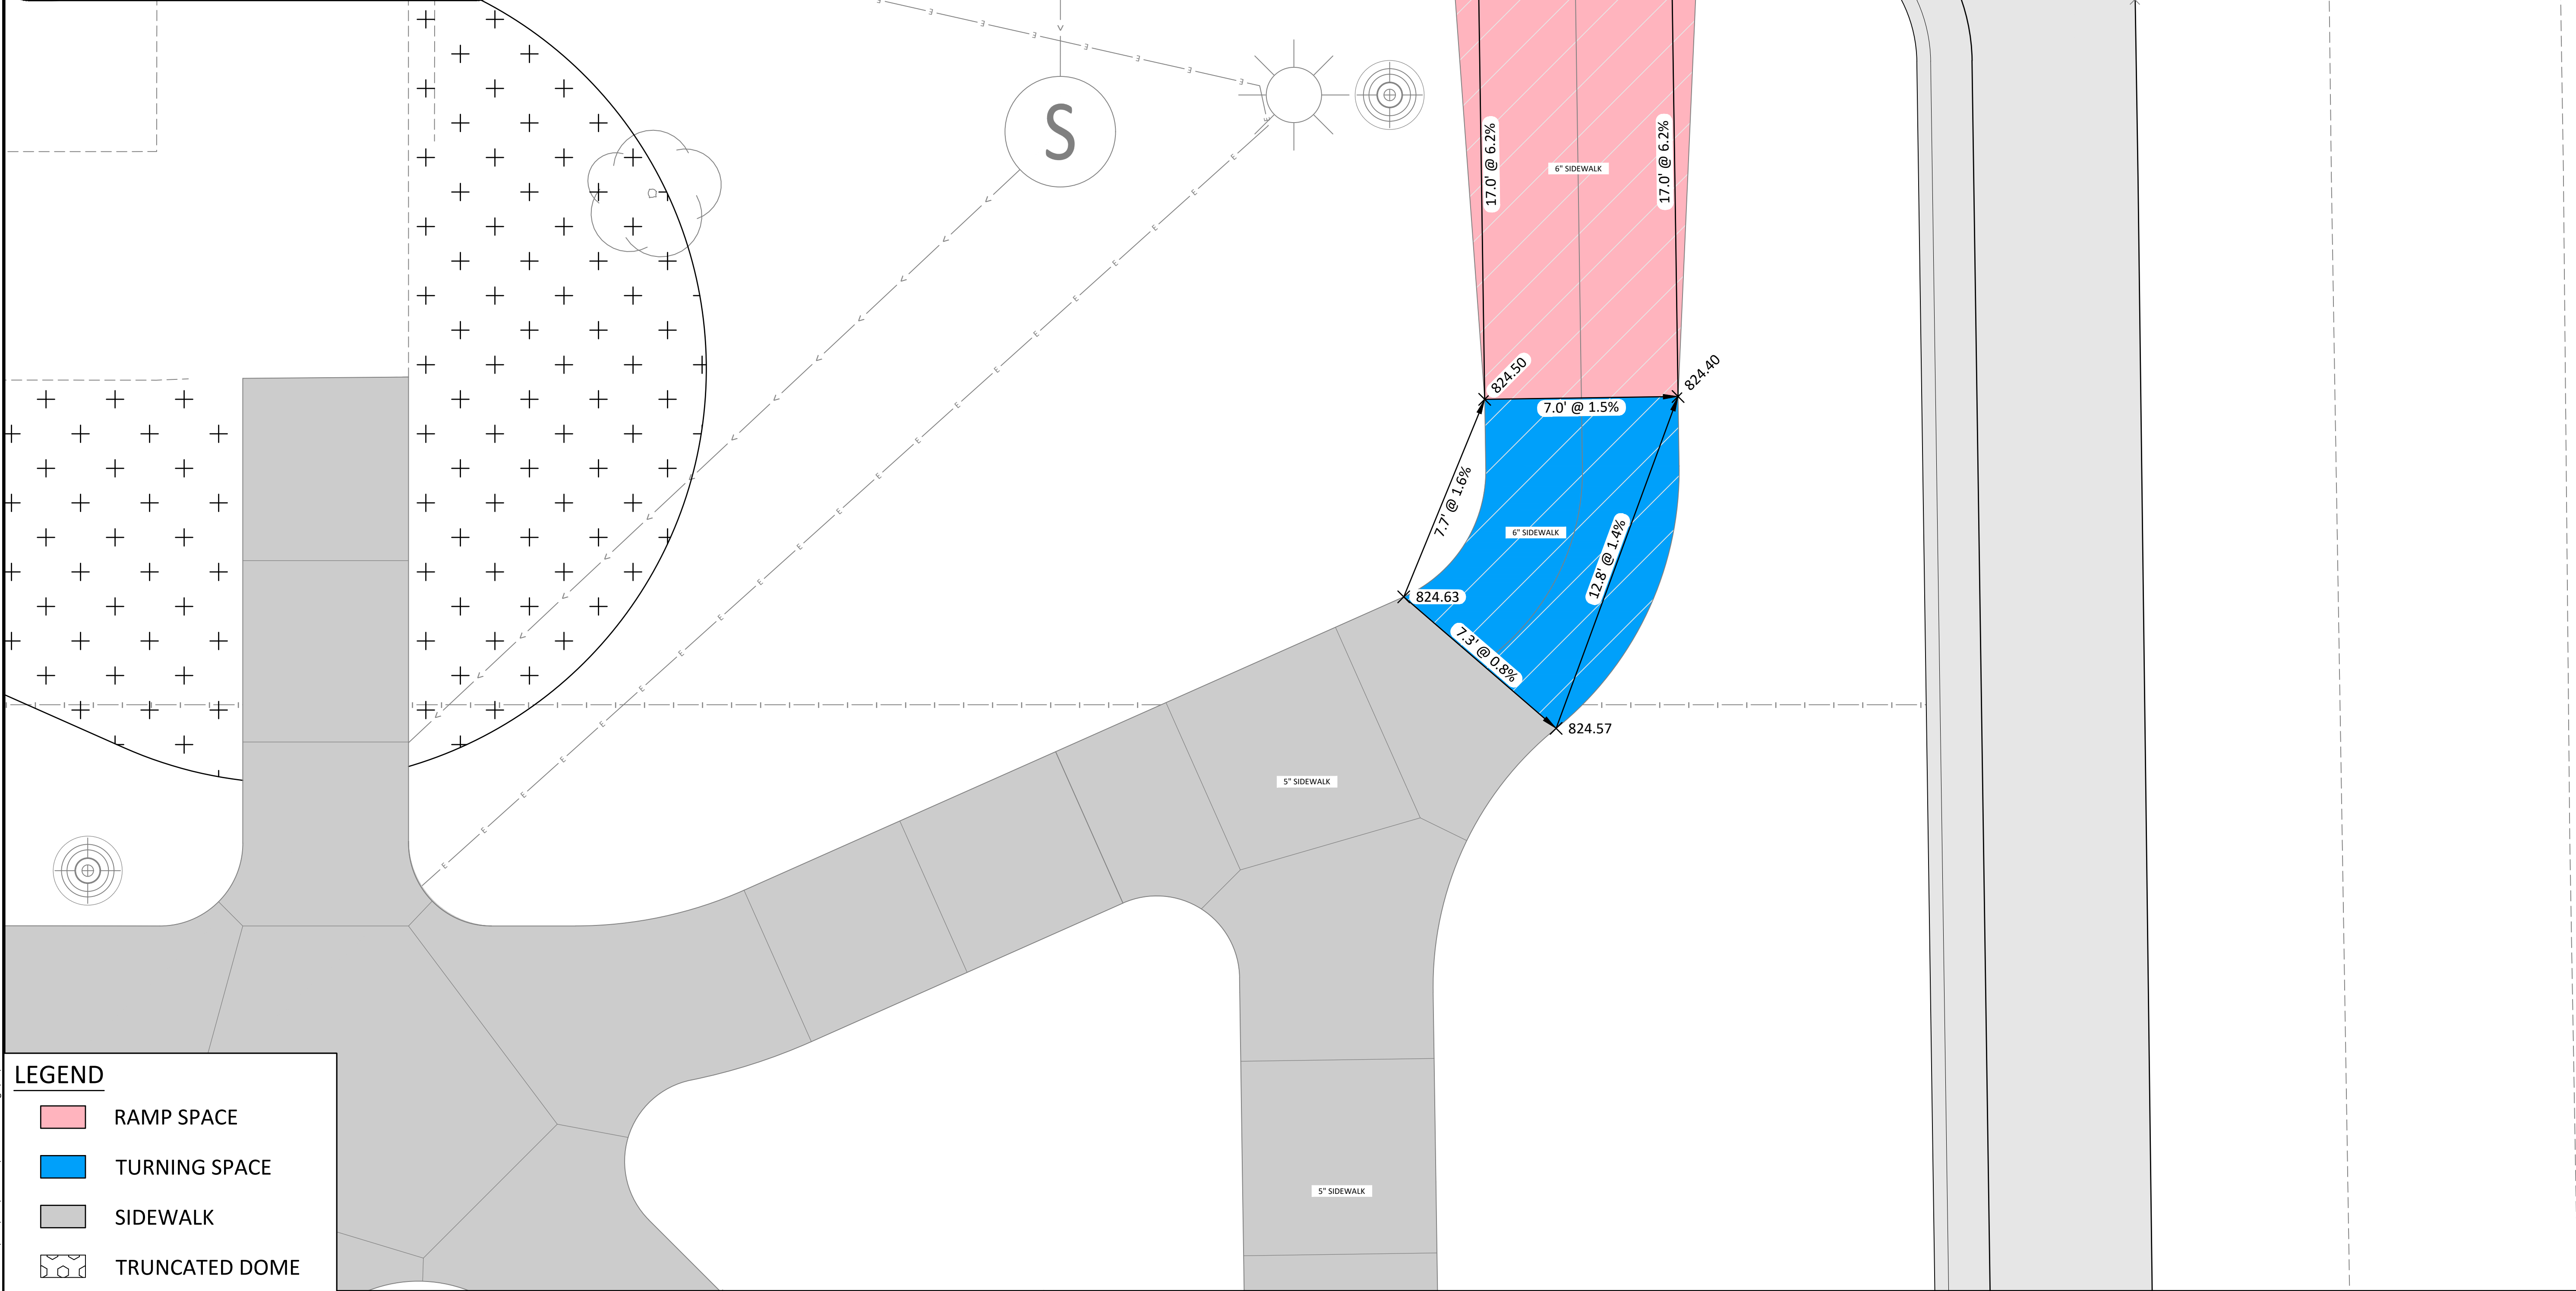 S
17.0' @ 6.2%
17.0' @ 6.2%
6" SIDEWALK
824.50
824.40
7.0' @ 1.5%
7.7' @ 1.6%
6" SIDEWALK
12.8' @ 1.4%
824.63
7.3' @ 0.8%
824.57
5" SIDEWALK
5" SIDEWALK
LEGEND
RAMP SPACE
TURNING SPACE
SIDEWALK
TRUNCATED DOME